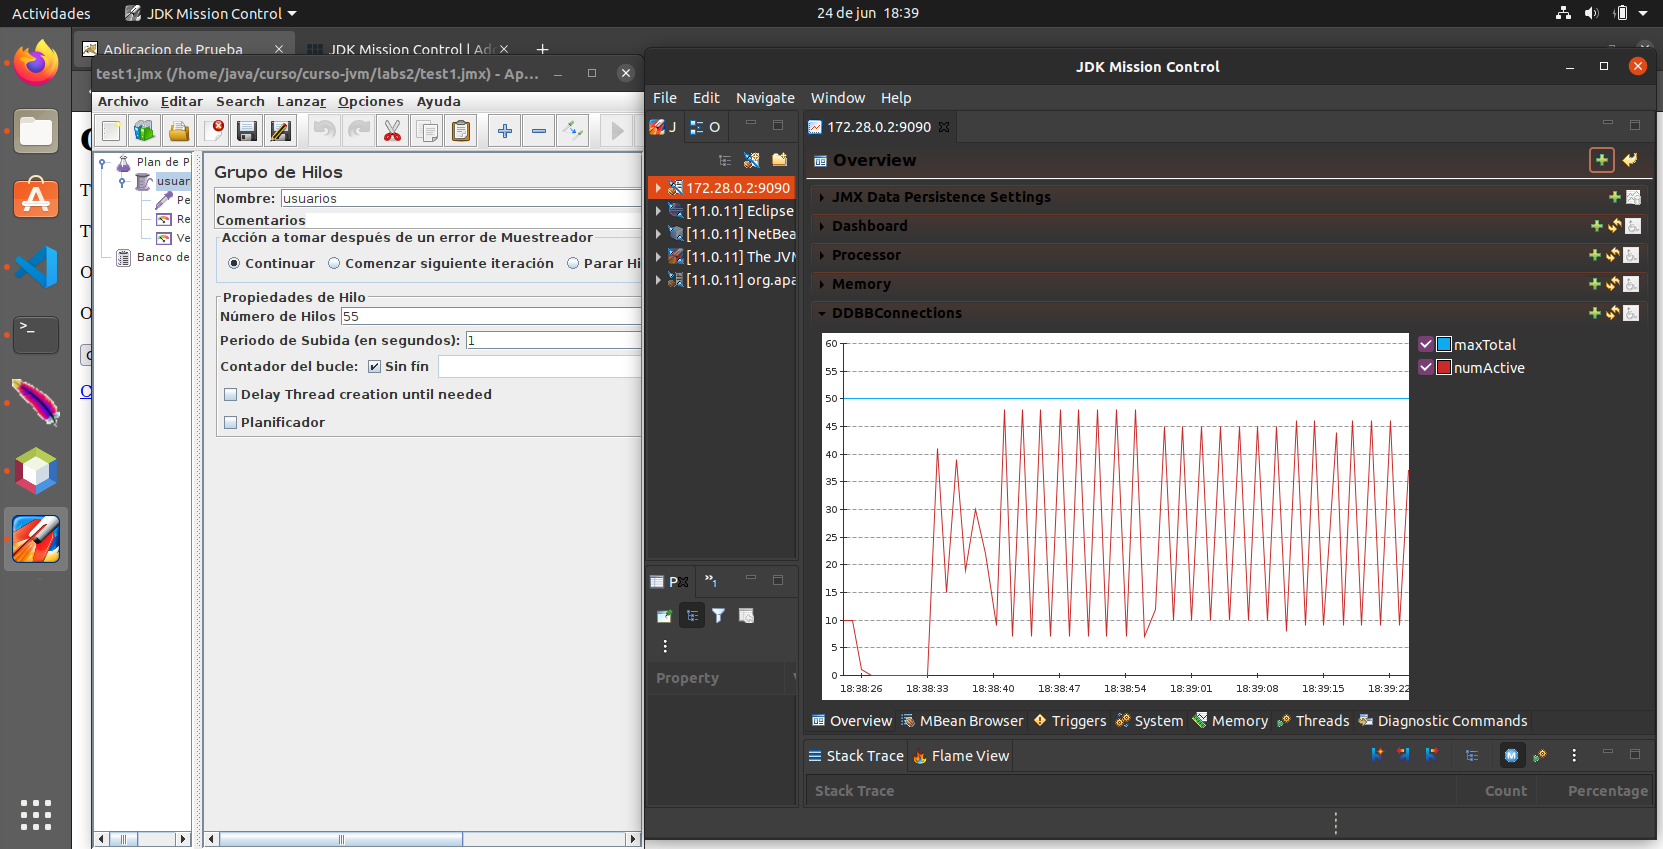 Actividades
JDK Mission Control
24 de jun 18:39
Aplicacion de Prueba
JDK Mission Control | Ad
test1.jmx (/home/java/curso/curso-jvm/labs2/test1.jmx) - Ap...
Archivo Editar Search Lanzar Opciones Ayuda
Plan de P
usuar
Pe
Re
Ve
Banco de
Grupo de Hilos
Nombre: usuarios
Comentarios
Acción a tomar después de un error de Muestreador
Continuar Comenzar siguiente iteración Parar Hi
Propiedades de Hilo
Número de Hilos 55
Periodo de Subida (en segundos): 1
Contador del bucle: Sin fín
Delay Thread creation until needed
Planificador
JDK Mission Control
File Edit Navigate Window Help
J O
172.28.0.2:9090
[11.0.11] Eclipse
[11.0.11] NetBea
[11.0.11] The JVM
[11.0.11] org.apa
P
»1
Property
172.28.0.2:9090
Overview
JMX Data Persistence Settings
Dashboard
Processor
Memory
DDBBConnections
60
55
50
45
40
35
30
25
20
15
10
5
0
18:38:26 18:38:33 18:38:40 18:38:47 18:38:54 18:39:01 18:39:08 18:39:15 18:39:22
maxTotal
numActive
Overview MBean Browser Triggers System Memory Threads Diagnostic Commands
Stack Trace Flame View
Stack Trace Count Percentage